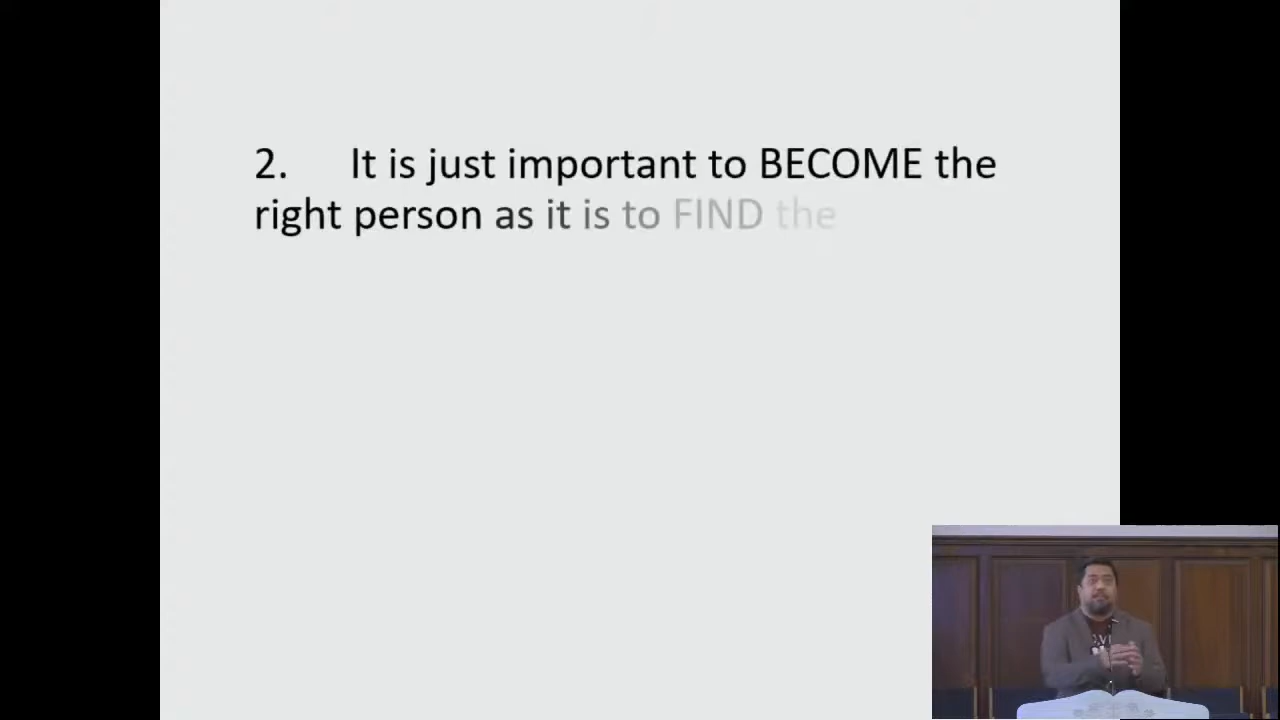 2. It is just important to BECOME the
right person as it is to FIND the